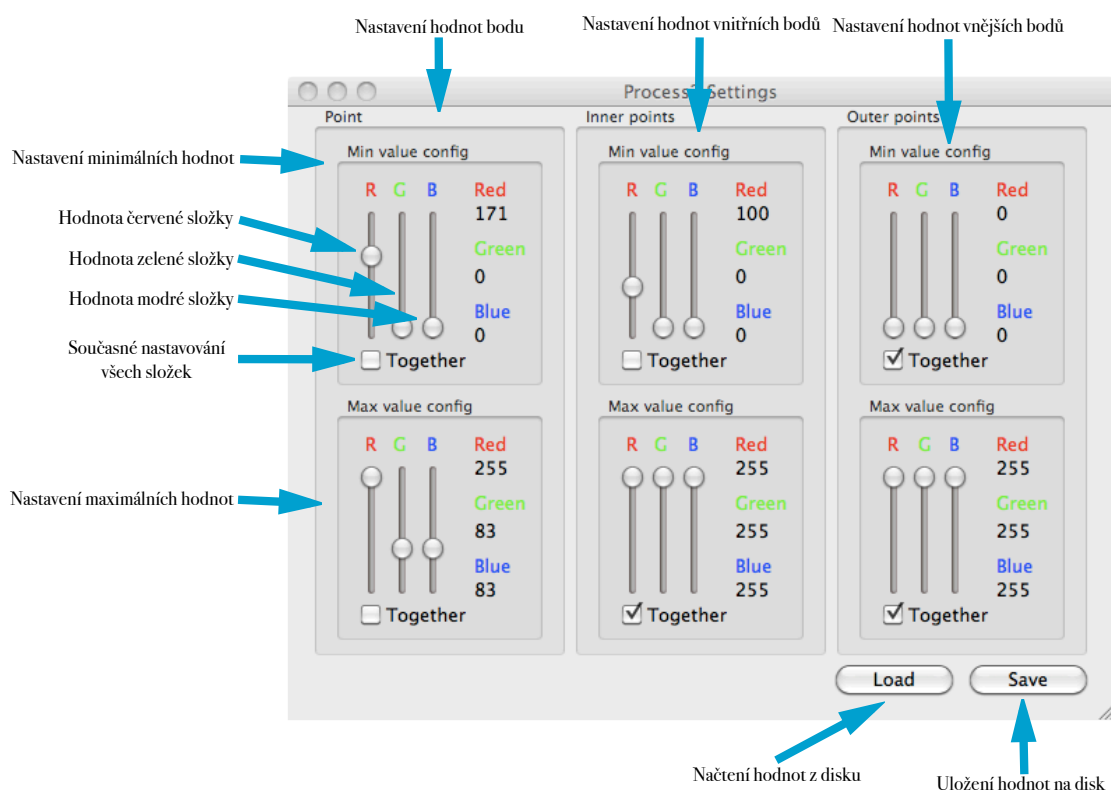 Nastavení hodnot bodu
Nastavení hodnot vnitřních bodů
Nastavení hodnot vnějších bodů
Settings
Point
Inner points
Outer points
Nastavení minimálních hodnot
Hodnota červené složky
Hodnota zelené složky
Hodnota modré složky
Současné nastavování
všech složek
Nastavení maximálních hodnot
Min value config
R G B Red
171
Green
0
Blue
0
Together
Max value config
R G B Red
255
Green
83
Blue
83
Together
Min value config
R G B Red
100
Green
0
Blue
0
Together
Max value config
R G B Red
255
Green
255
Blue
255
Together
Min value config
R G B Red
0
Green
0
Blue
0
Together
Max value config
R G B Red
255
Green
255
Blue
255
Together
Load
Save
Načtení hodnot z disku
Uložení hodnot na disk